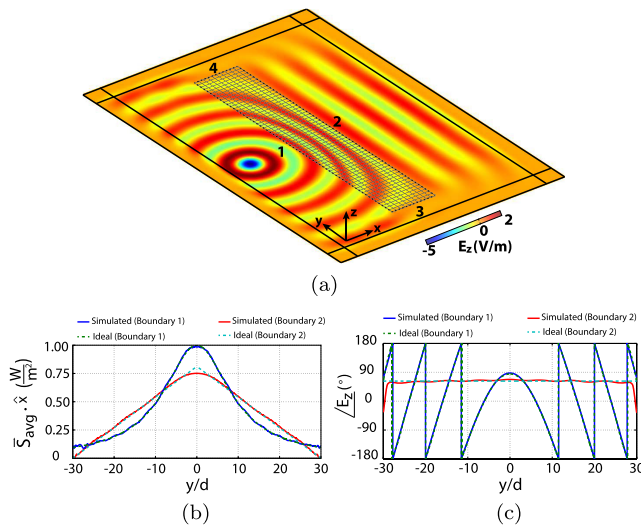 4
2
1
3
z
y
x
2
0
-5
E_z(V/m)
(a)
Simulated (Boundary 1)
Simulated (Boundary 2)
Ideal (Boundary 1)
Ideal (Boundary 2)
1.00
0.75
0.50
0.25
0
S̅_avg · x̂ (W/m²)
-30 -20 -10 0 10 20 30
y/d
(b)
Simulated (Boundary 1)
Simulated (Boundary 2)
Ideal (Boundary 1)
Ideal (Boundary 2)
180
90
0
-90
-180
∠E_z(°)
-30 -20 -10 0 10 20 30
y/d
(c)